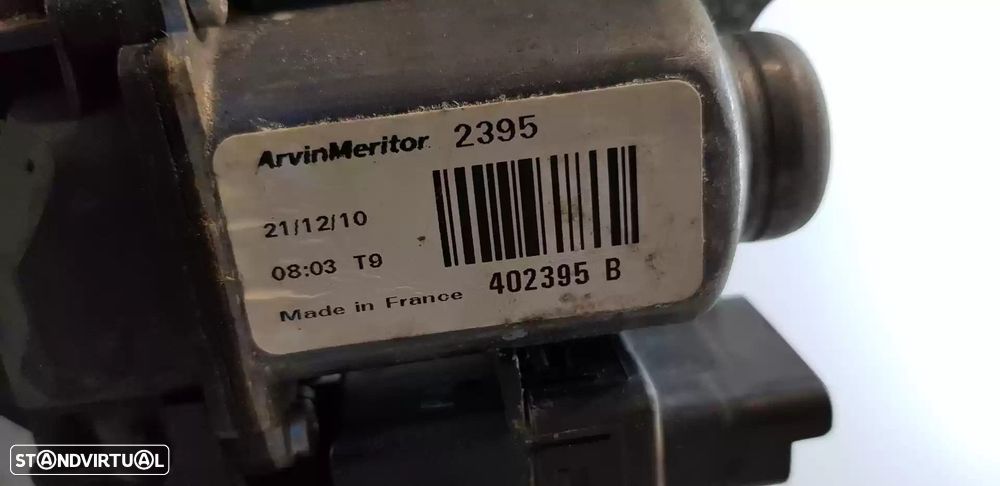 ArvinMeritor 2395
21/12/10
08:03 T9
402395 B
Made in France
STANDVIRTUAL